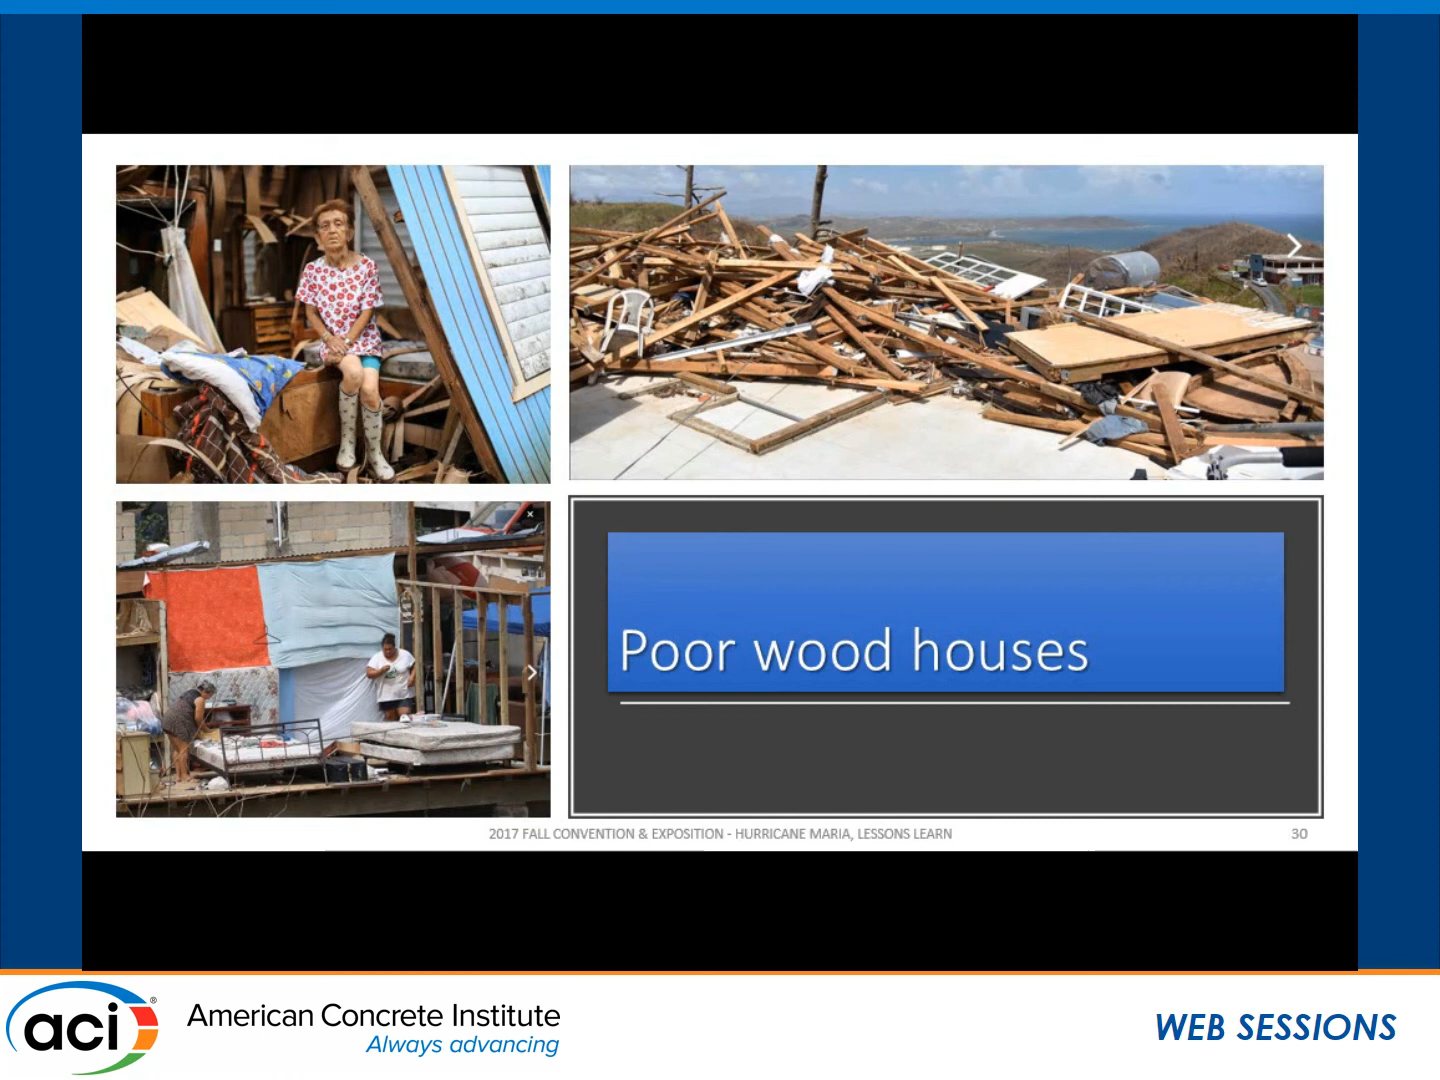 Poor wood houses
2017 FALL CONVENTION & EXPOSITION - HURRICANE MARIA, LESSONS LEARN
30
aci®
American Concrete Institute
Always advancing
WEB SESSIONS